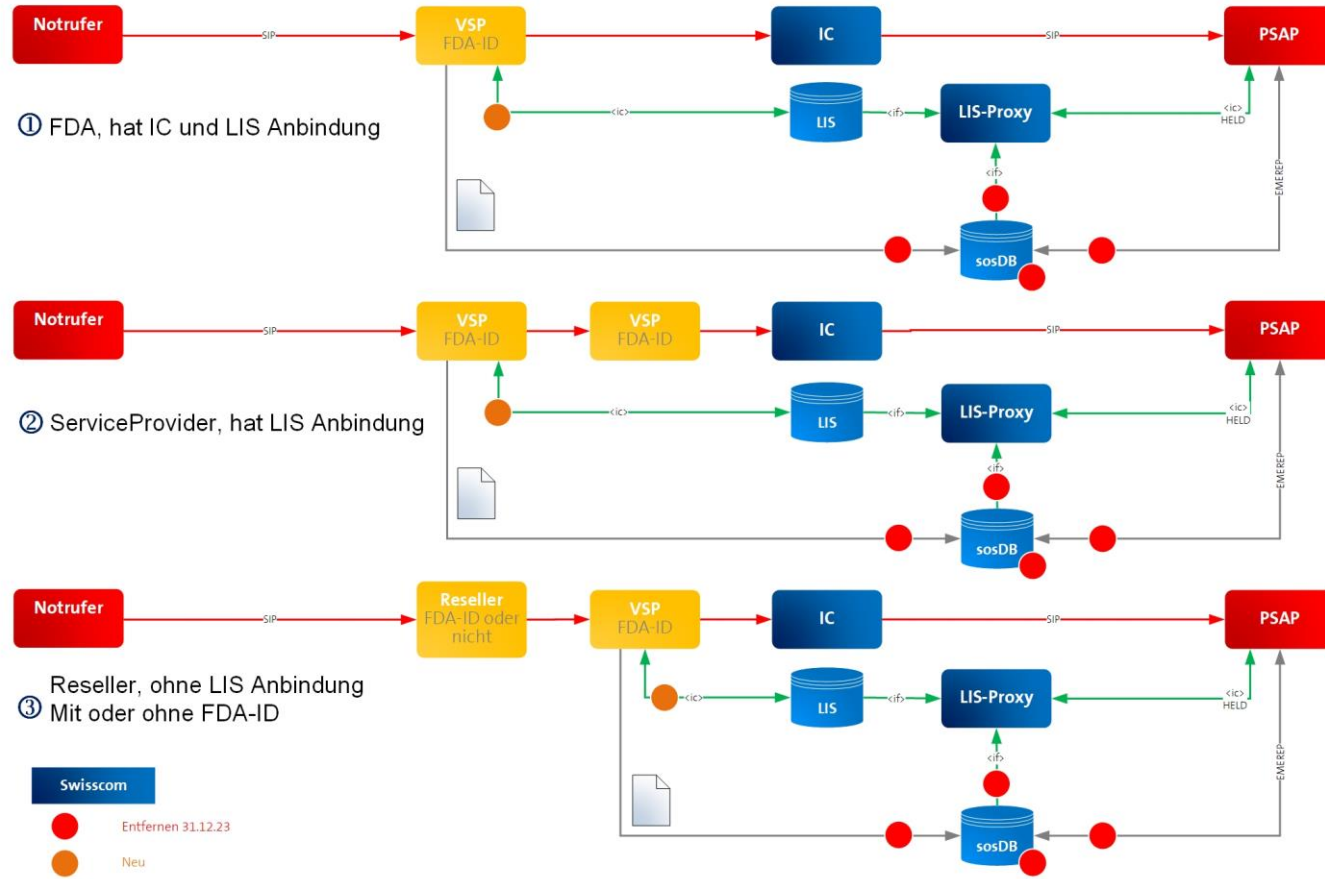 Notrufer
SIP
VSP
FDA-ID
IC
SIP
PSAP
① FDA, hat IC und LIS Anbindung
<ic>
LIS
<if>
LIS-Proxy
<ic>
HELD
<if>
EMEREP
sosDB
Notrufer
SIP
VSP
FDA-ID
VSP
FDA-ID
IC
SIP
PSAP
② ServiceProvider, hat LIS Anbindung
<ic>
LIS
<if>
LIS-Proxy
<ic>
HELD
<if>
EMEREP
sosDB
Notrufer
SIP
Reseller
FDA-ID oder
nicht
VSP
FDA-ID
IC
SIP
PSAP
③ Reseller, ohne LIS Anbindung
Mit oder ohne FDA-ID
<ic>
LIS
<if>
LIS-Proxy
<ic>
HELD
<if>
EMEREP
sosDB
Swisscom
Entfernen 31.12.23
Neu